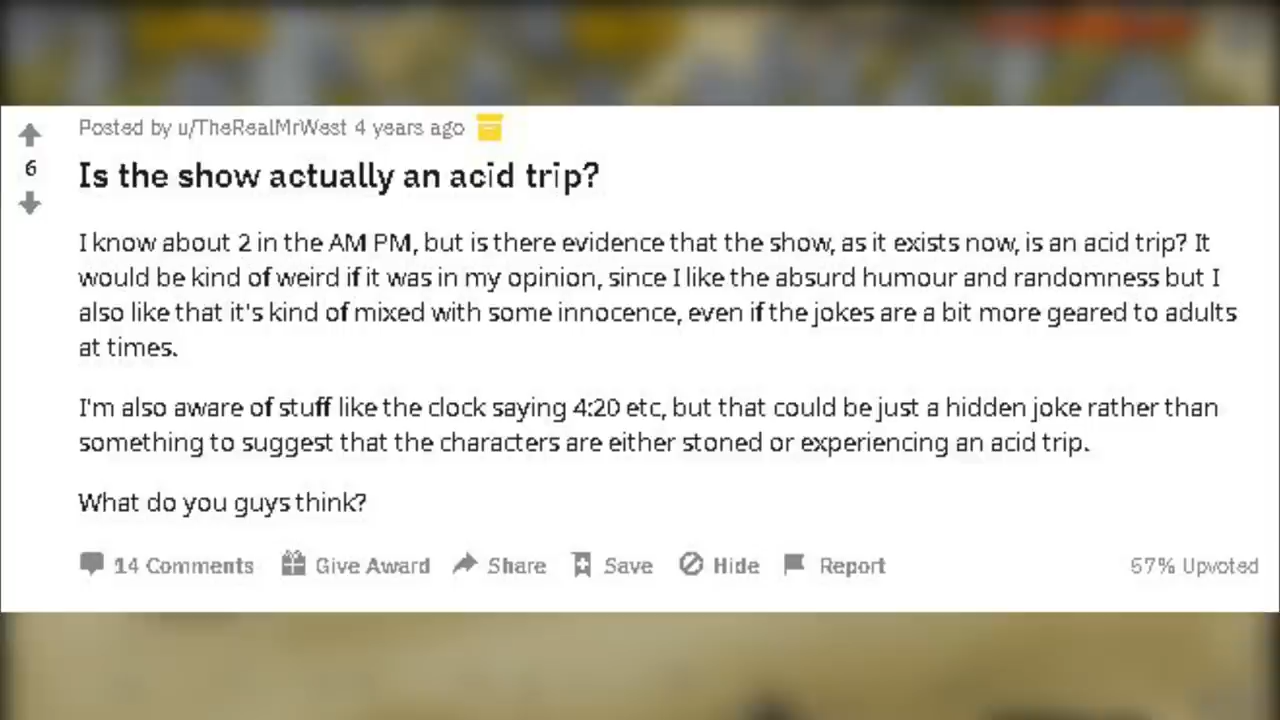 Posted by u/TheRealMrWest 4 years ago
6
Is the show actually an acid trip?
I know about 2 in the AM PM, but is there evidence that the show, as it exists now, is an acid trip? It
would be kind of weird if it was in my opinion, since I like the absurd humour and randomness but I
also like that it's kind of mixed with some innocence, even if the jokes are a bit more geared to adults
at times.
I'm also aware of stuff like the clock saying 4:20 etc, but that could be just a hidden joke rather than
something to suggest that the characters are either stoned or experiencing an acid trip.
What do you guys think?
14 Comments Give Award Share Save Hide Report 57% Upvoted